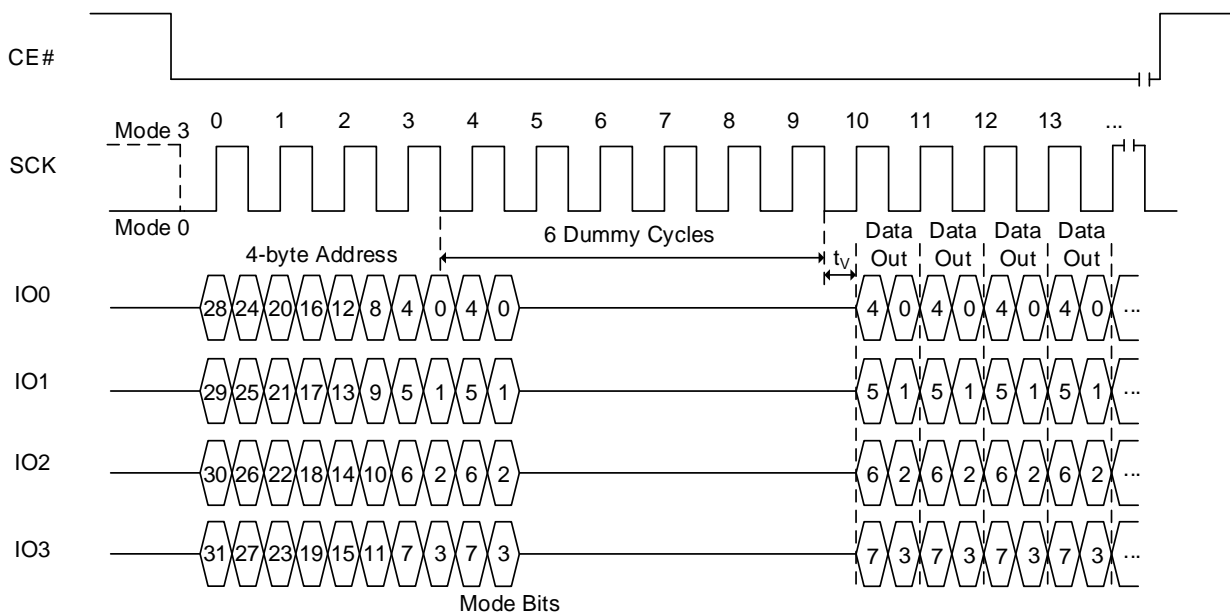 CE#
0 1 2 3 4 5 6 7 8 9 10 11 12 13 ...
Mode 3
SCK
Mode 0
6 Dummy Cycles
Data Out Data Out Data Out Data Out
4-byte Address
tV
IO0 28 24 20 16 12 8 4 0 4 0 4 0 4 0 4 0 4 0 ...
IO1 29 25 21 17 13 9 5 1 5 1 5 1 5 1 5 1 5 1 ...
IO2 30 26 22 18 14 10 6 2 6 2 6 2 6 2 6 2 6 2 ...
IO3 31 27 23 19 15 11 7 3 7 3 7 3 7 3 7 3 7 3 ...
Mode Bits